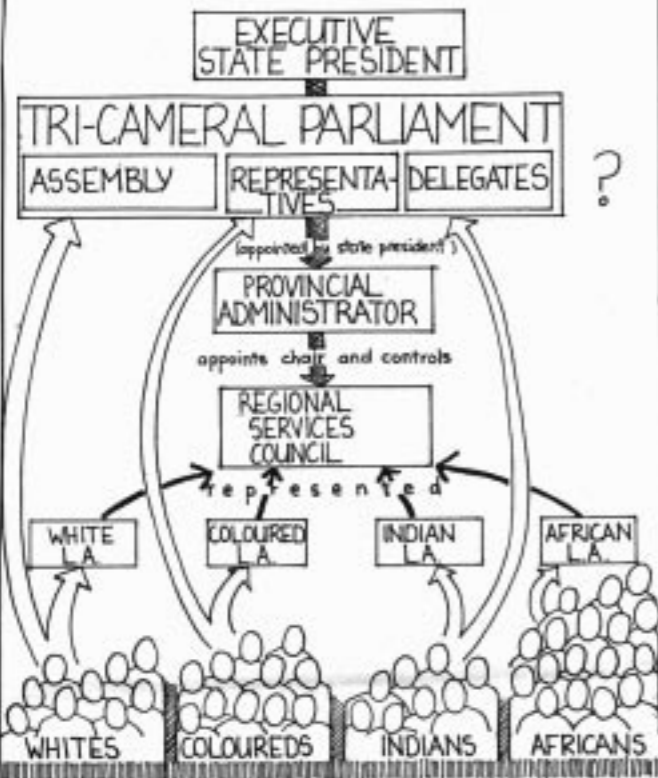 EXECUTIVE
STATE PRESIDENT
TRI-CAMERAL PARLIAMENT
ASSEMBLY
REPRESENTA-
TIVES
DELEGATES
?
(appointed by state president)
PROVINCIAL
ADMINISTRATOR
appoints chair and controls
REGIONAL
SERVICES
COUNCIL
represented
WHITE
L.A.
COLOURED
L.A.
INDIAN
L.A.
AFRICAN
L.A.
WHITES
COLOUREDS
INDIANS
AFRICANS